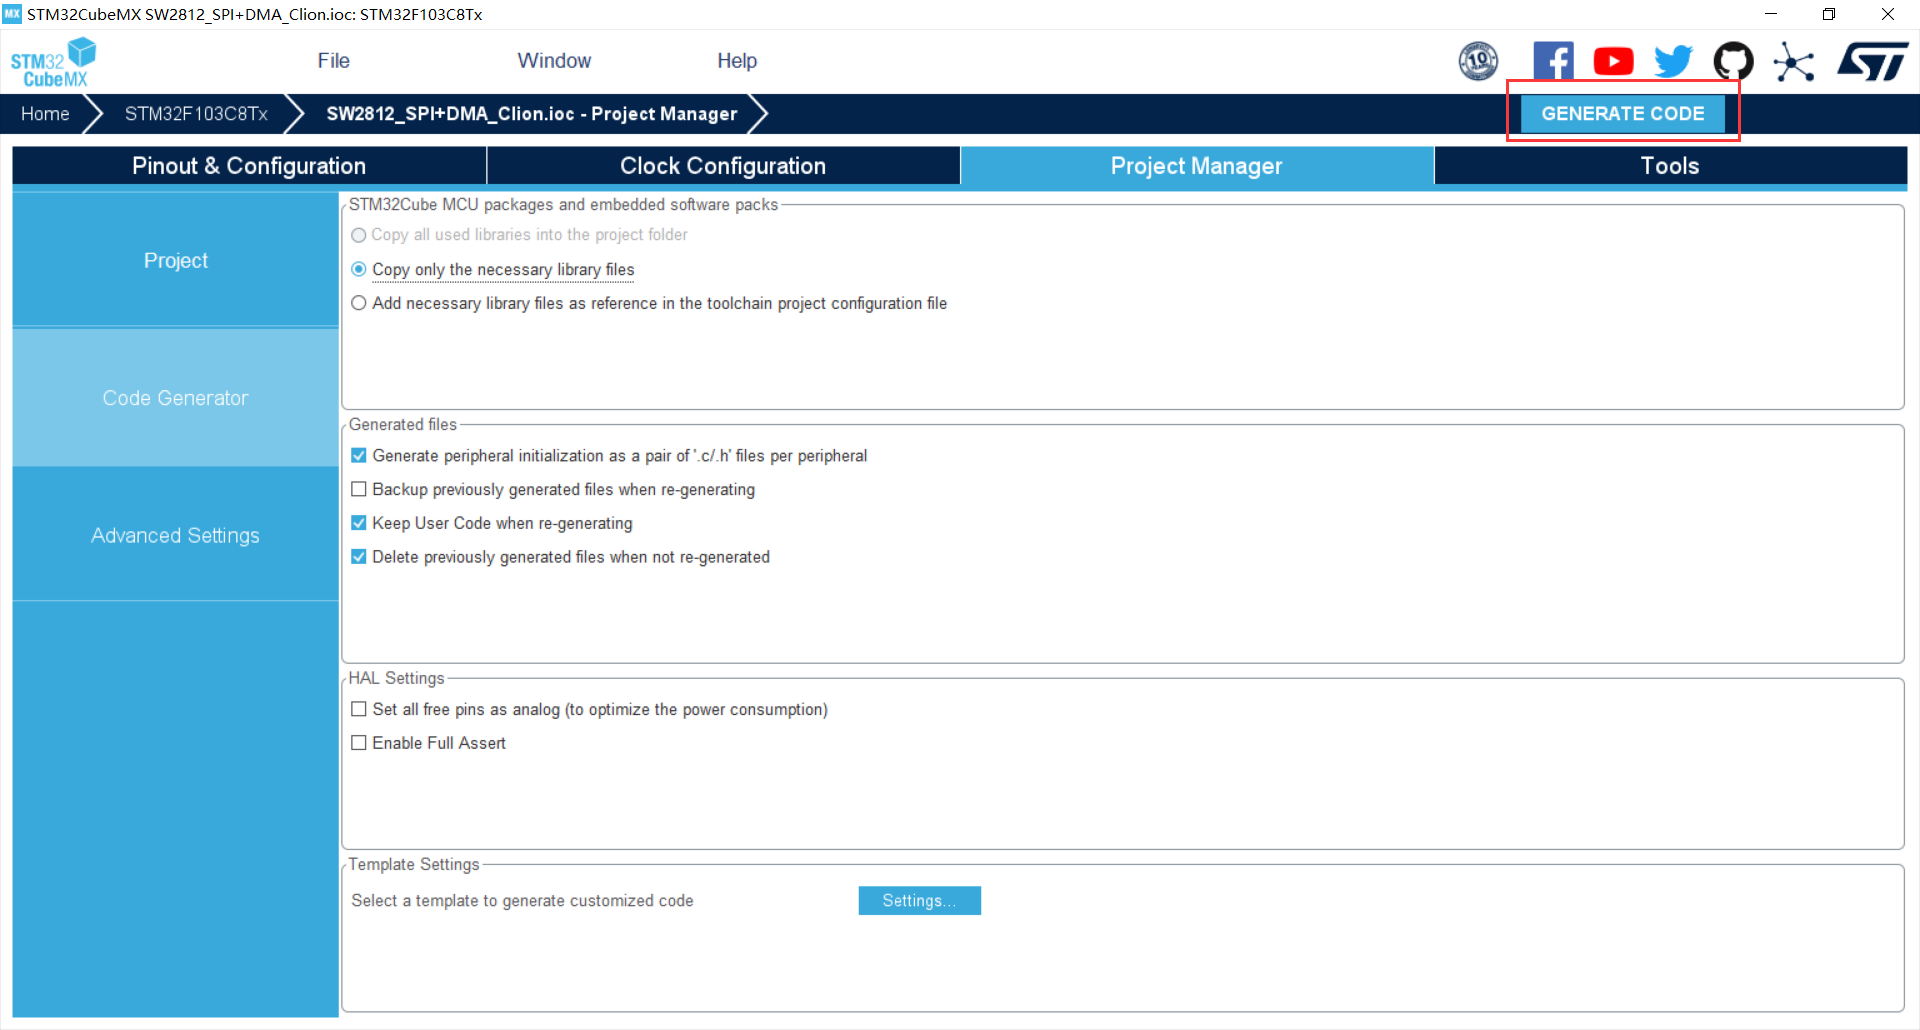 MX STM32CubeMX SW2812_SPI+DMA_Clion.ioc: STM32F103C8Tx
STM32
CubeMX
File
Window
Help
10
Home
STM32F103C8Tx
SW2812_SPI+DMA_Clion.ioc - Project Manager
GENERATE CODE
Pinout & Configuration
Clock Configuration
Project Manager
Tools
Project
Code Generator
Advanced Settings
STM32Cube MCU packages and embedded software packs
Copy all used libraries into the project folder
Copy only the necessary library files
Add necessary library files as reference in the toolchain project configuration file
Generated files
Generate peripheral initialization as a pair of '.c/.h' files per peripheral
Backup previously generated files when re-generating
Keep User Code when re-generating
Delete previously generated files when not re-generated
HAL Settings
Set all free pins as analog (to optimize the power consumption)
Enable Full Assert
Template Settings
Select a template to generate customized code
Settings...